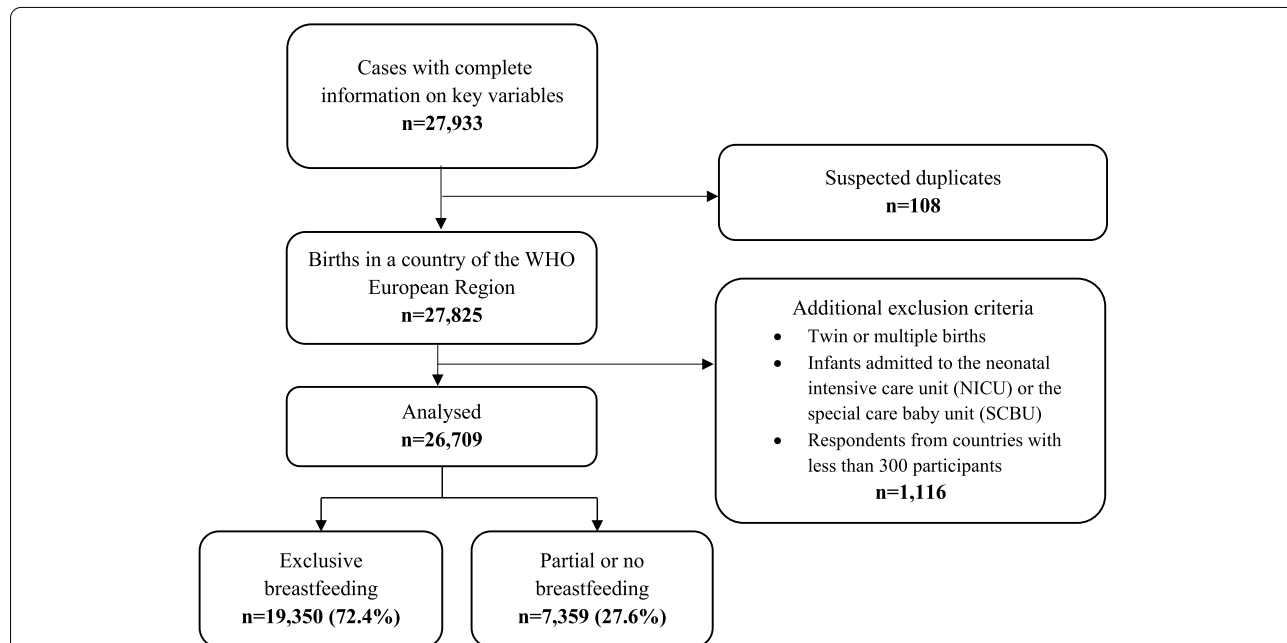 Cases with complete
information on key variables
n=27,933
Suspected duplicates
n=108
Births in a country of the WHO
European Region
n=27,825
Additional exclusion criteria
• Twin or multiple births
• Infants admitted to the neonatal
intensive care unit (NICU) or the
special care baby unit (SCBU)
• Respondents from countries with
less than 300 participants
n=1,116
Analysed
n=26,709
Exclusive
breastfeeding
n=19,350 (72.4%)
Partial or no
breastfeeding
n=7,359 (27.6%)